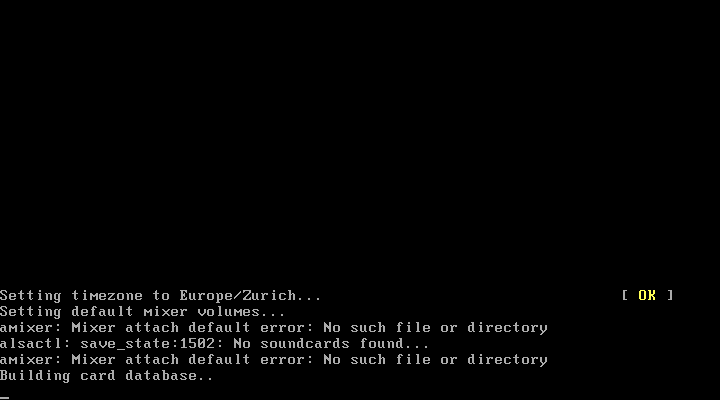 Setting timezone to Europe/Zurich... [ OK ]
Setting default mixer volumes...
amixer: Mixer attach default error: No such file or directory
alsactl: save_state:1502: No soundcards found...
amixer: Mixer attach default error: No such file or directory
Building card database..